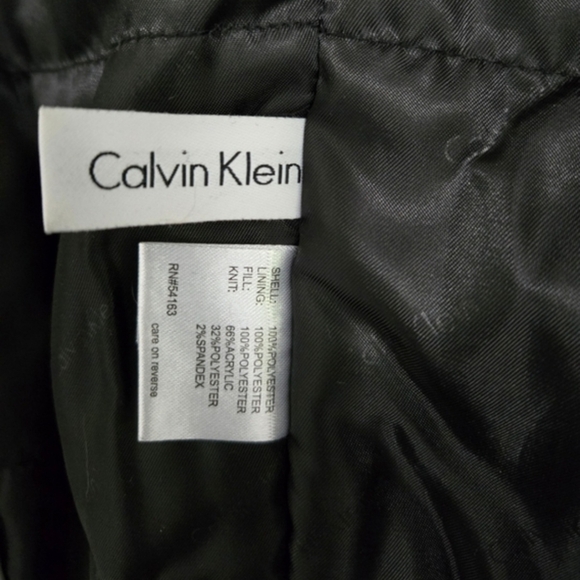 Calvin Klein
SHELL: 100%POLYESTER
LINING: 100%POLYESTER
FILL: 100%POLYESTER
KNIT: 66%ACRYLIC
32%POLYESTER
2%SPANDEX
RN#54163
care on reverse